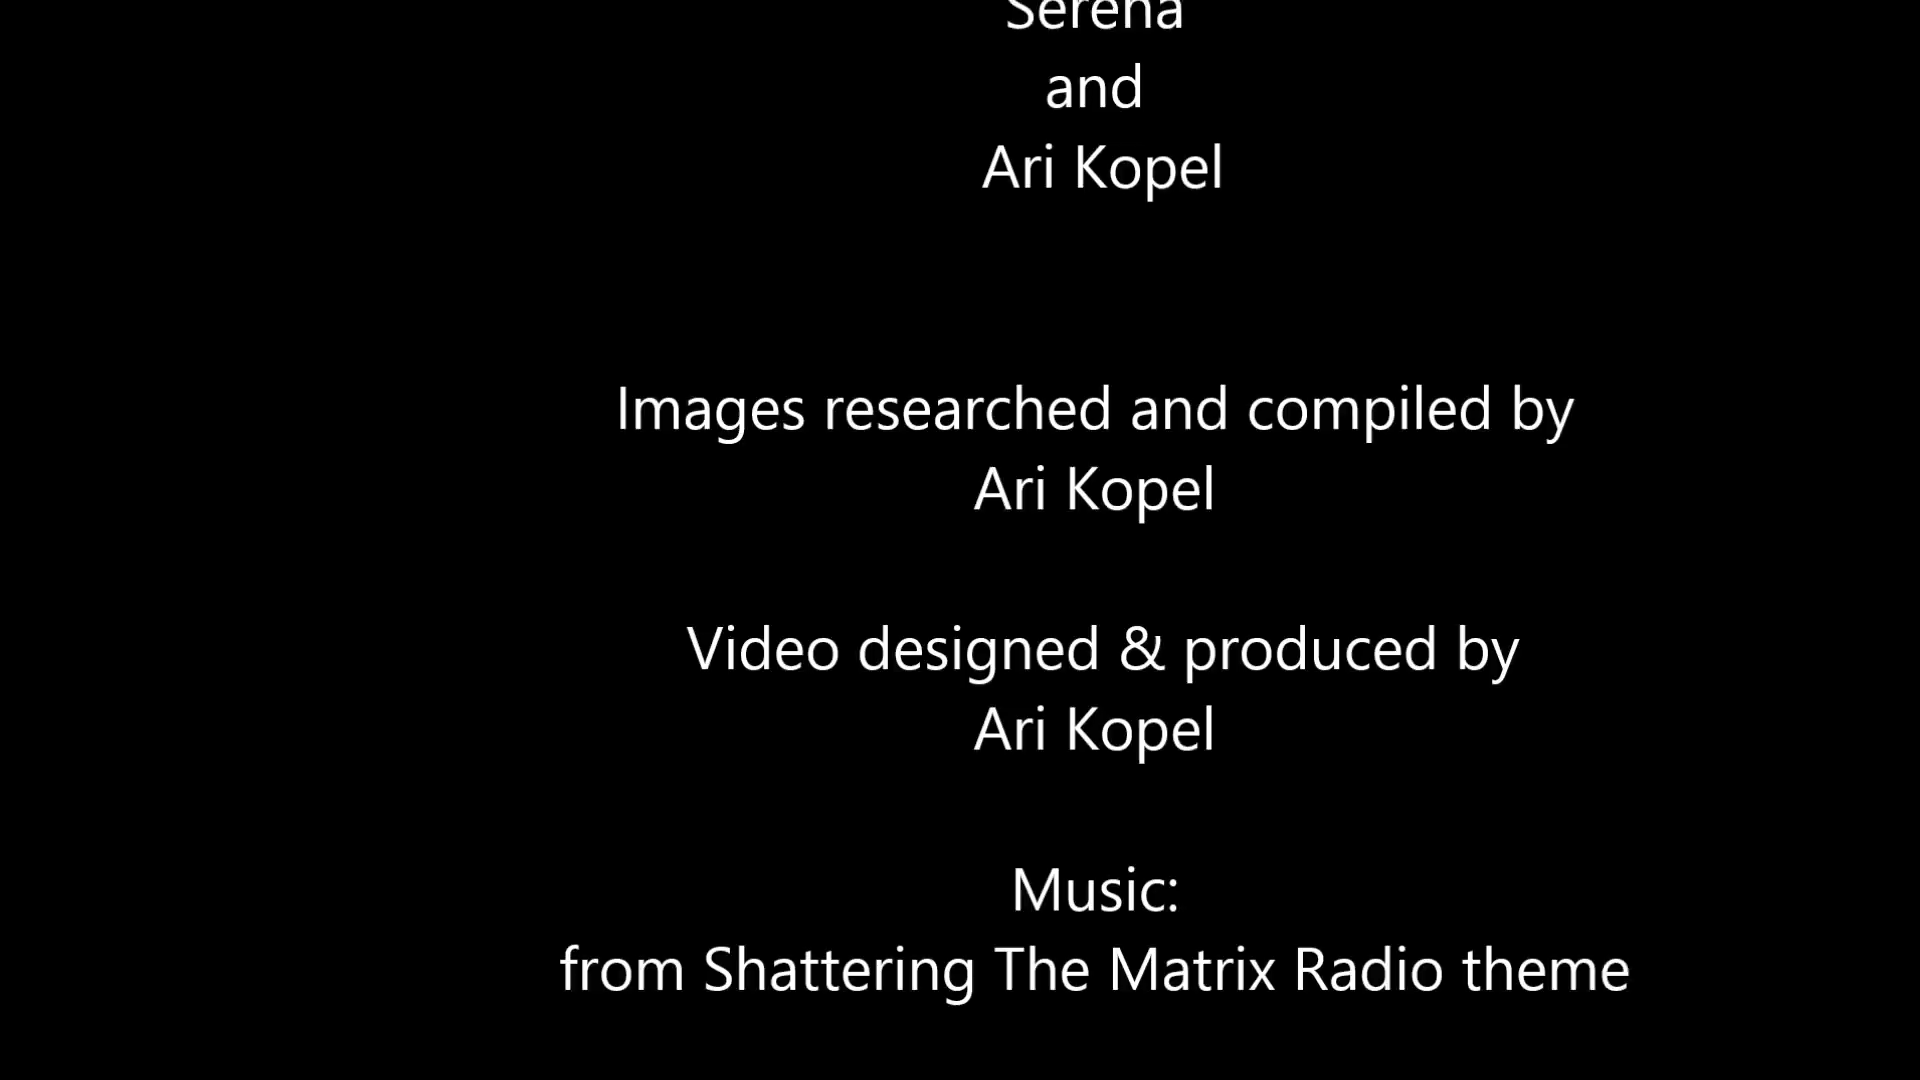 Serena
and
Ari Kopel
Images researched and compiled by
Ari Kopel
Video designed & produced by
Ari Kopel
Music:
from Shattering The Matrix Radio theme